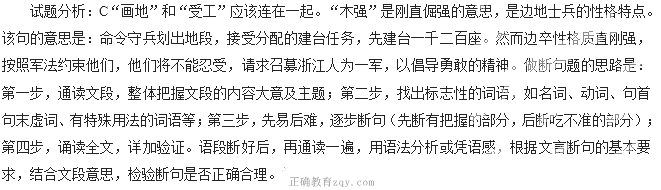 试题分析：C“画地”和“受工”应该连在一起。“木强”是刚直倔强的意思，是边地士兵的性格特点。
该句的意思是：命令守兵划出地段，接受分配的建台任务，先建台一千二百座。然而边卒性格质直刚强，
按照军法约束他们，他们将不能忍受，请求召募浙江人为一军，以倡导勇敢的精神。做断句题的思路是：
第一步，通读文段，整体把握文段的内容大意及主题；第二步，找出标志性的词语，如名词、动词、句首
句末虚词、有特殊用法的词语等；第三步，先易后难，逐步断句（先断有把握的部分，后断吃不准的部分）；
第四步，诵读全文，详加验证。语段断好后，再通读一遍，用语法分析或凭语感，根据文言断句的基本要
求，结合文段意思，检验断句是否正确合理。
正确教育zqy.com